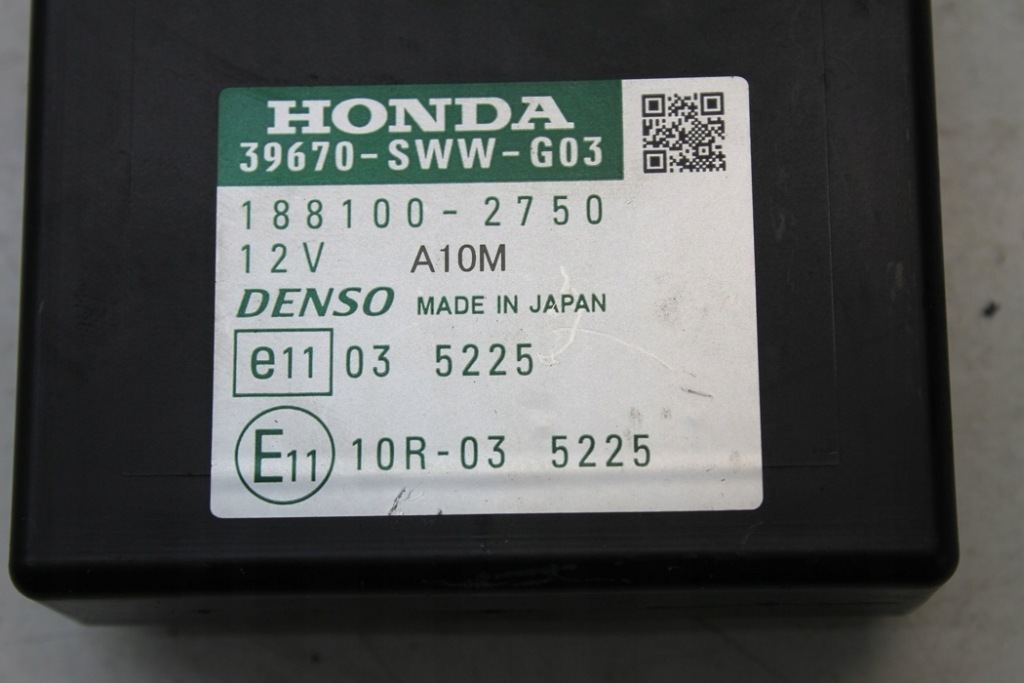 HONDA
39670-SWW-G03
188100-2750
12V A10M
DENSO MADE IN JAPAN
e11 03 5225
E11 10R-03 5225